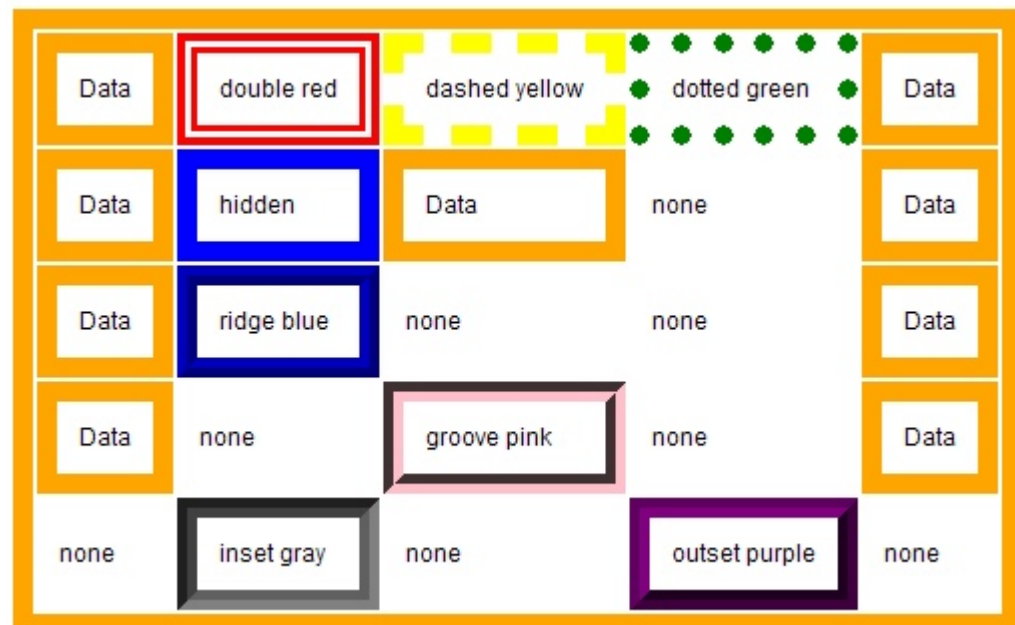 Data double red dashed yellow dotted green Data
Data hidden Data none Data
Data ridge blue none none Data
Data none groove pink none Data
none inset gray none outset purple none